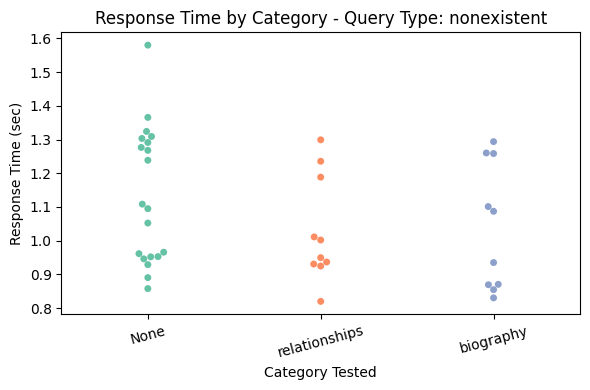 Response Time by Category - Query Type: nonexistent
Response Time (sec)
1.6
1.5
1.4
1.3
1.2
1.1
1.0
0.9
0.8
None
relationships
biography
Category Tested